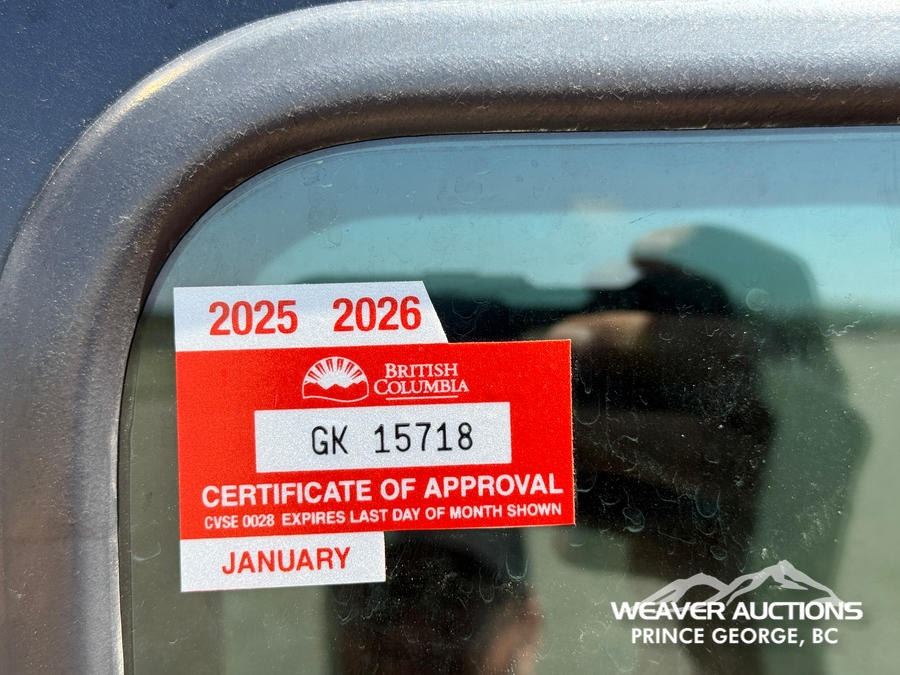 2025 2026
BRITISH
COLUMBIA
GK 15718
CERTIFICATE OF APPROVAL
CVSE 0028 EXPIRES LAST DAY OF MONTH SHOWN
JANUARY
WEAVER AUCTIONS
PRINCE GEORGE, BC